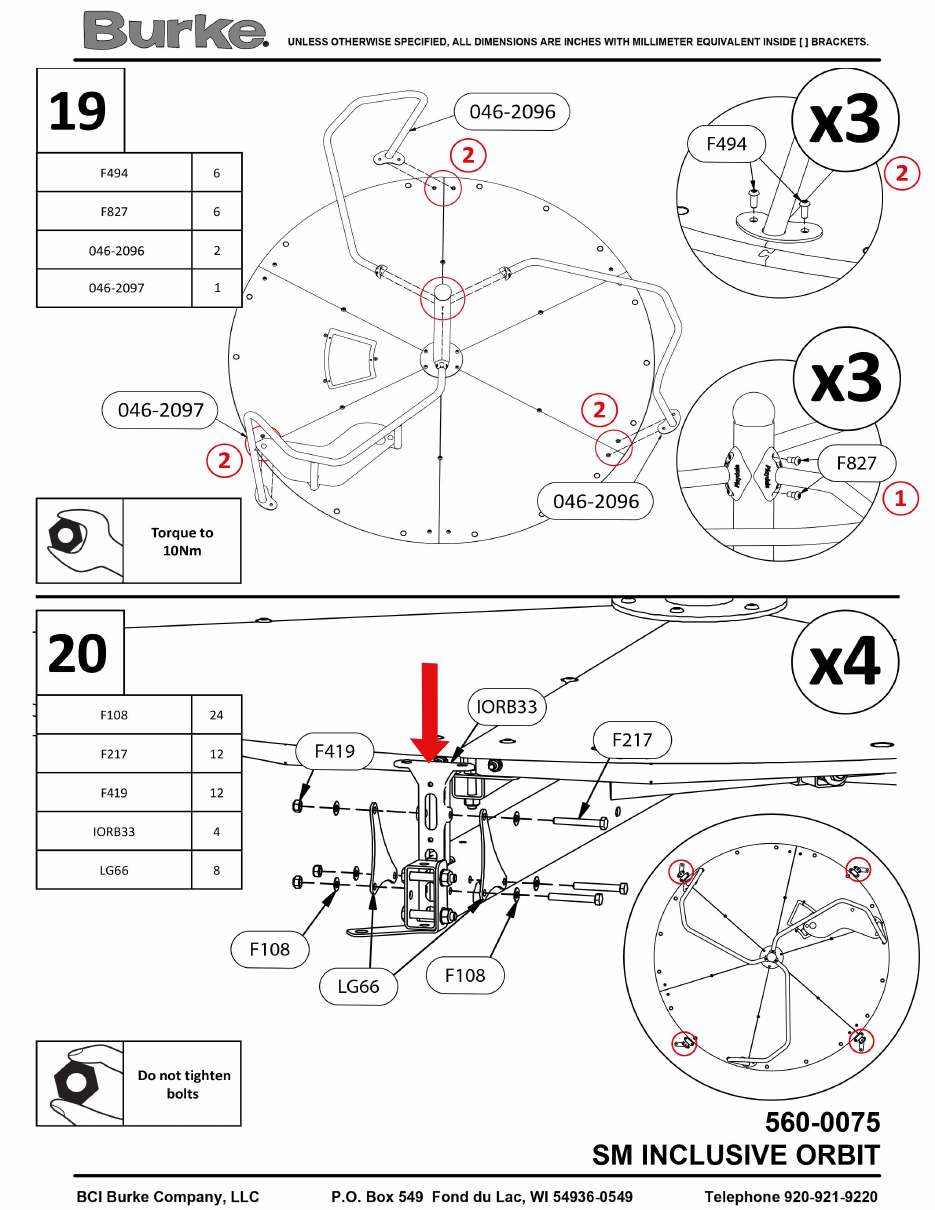 Burke.
UNLESS OTHERWISE SPECIFIED, ALL DIMENSIONS ARE INCHES WITH MILLIMETER EQUIVALENT INSIDE [ ] BRACKETS.
19
F494 6
F827 6
046-2096 2
046-2097 1
046-2096
2
F494
x3
2
046-2097
2
2
046-2096
x3
F827
1
Playdale
Playdale
Torque to
10Nm
20
F108 24
F217 12
F419 12
IORB33 4
LG66 8
x4
IORB33
F419
F217
F108
LG66
F108
Do not tighten
bolts
560-0075
SM INCLUSIVE ORBIT
BCI Burke Company, LLC P.O. Box 549 Fond du Lac, WI 54936-0549 Telephone 920-921-9220